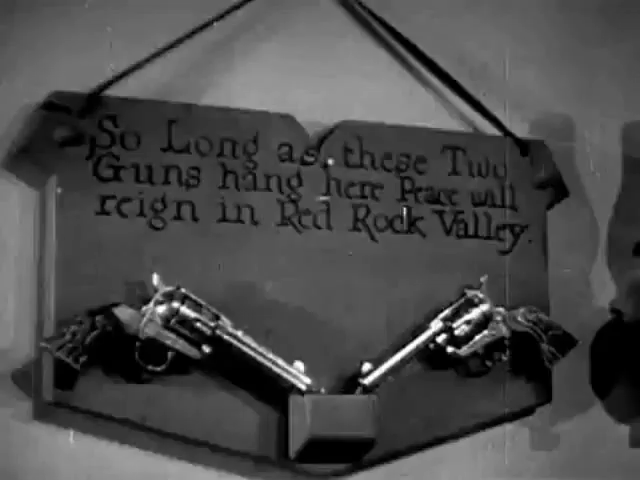 So Long as these Two
Guns hang here Peace will
reign in Red Rock Valley.